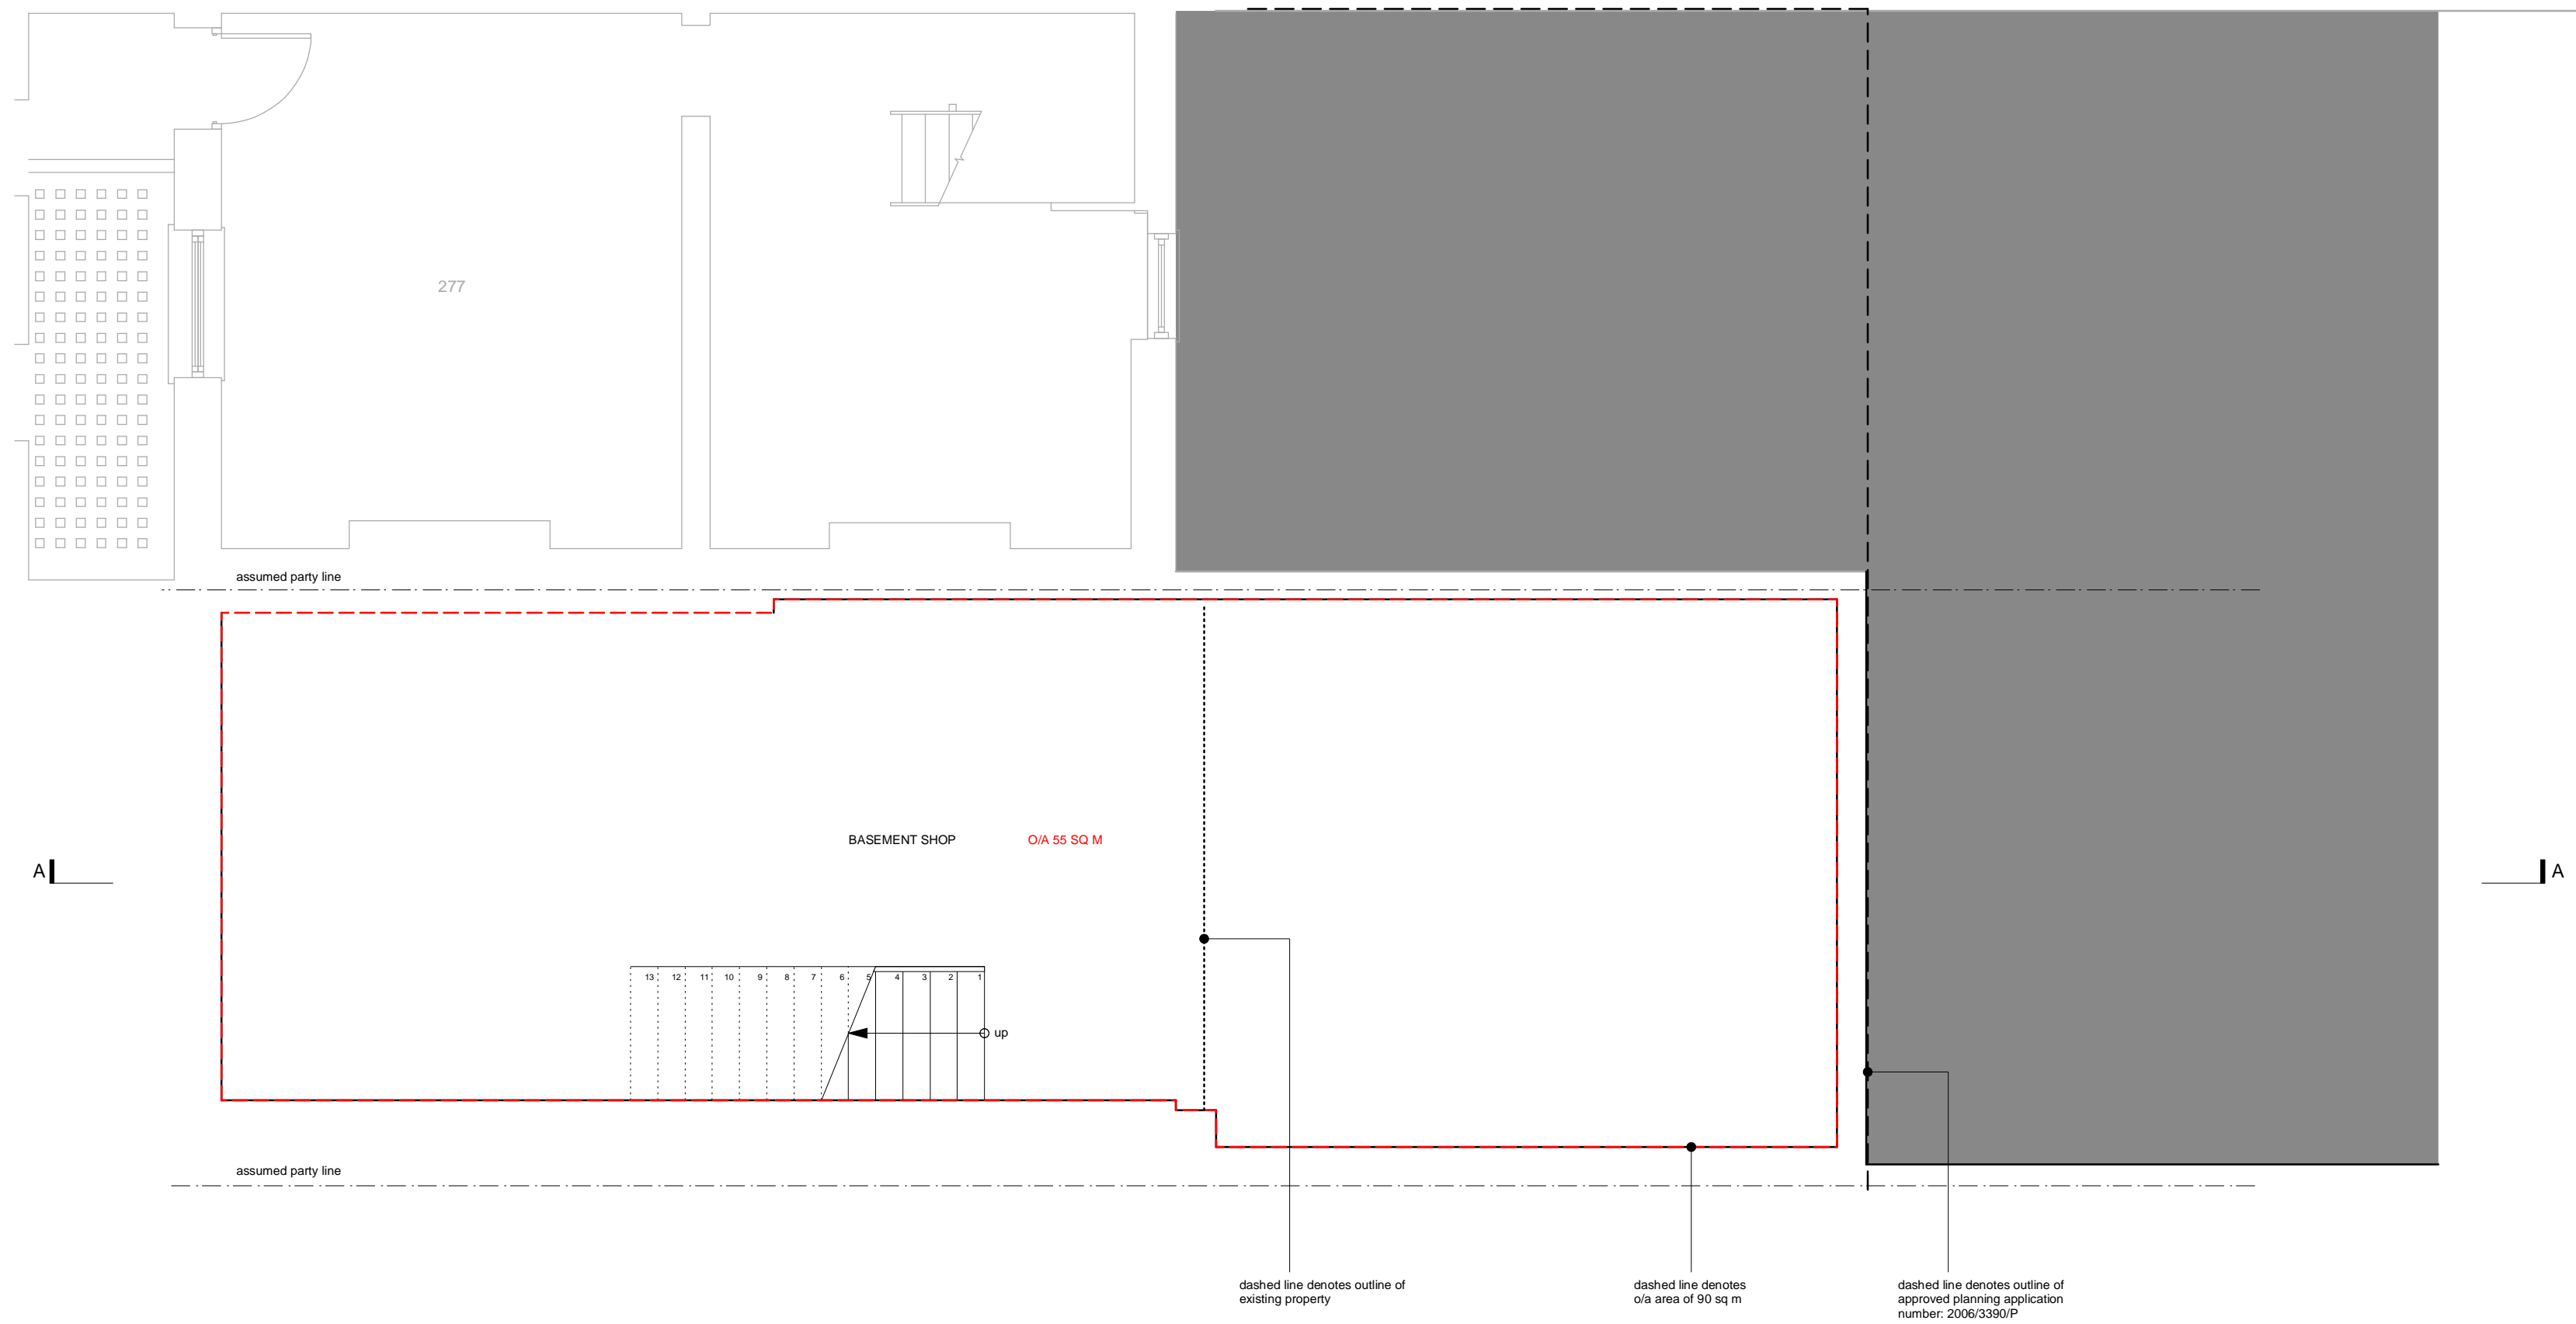 277
assumed party line
BASEMENT SHOP O/A 55 SQ M
A A
13 12 11 10 9 8 7 6 5 4 3 2 1
up
assumed party line
dashed line denotes outline of
existing property
dashed line denotes
o/a area of 90 sq m
dashed line denotes outline of
approved planning application
number: 2006/3390/P